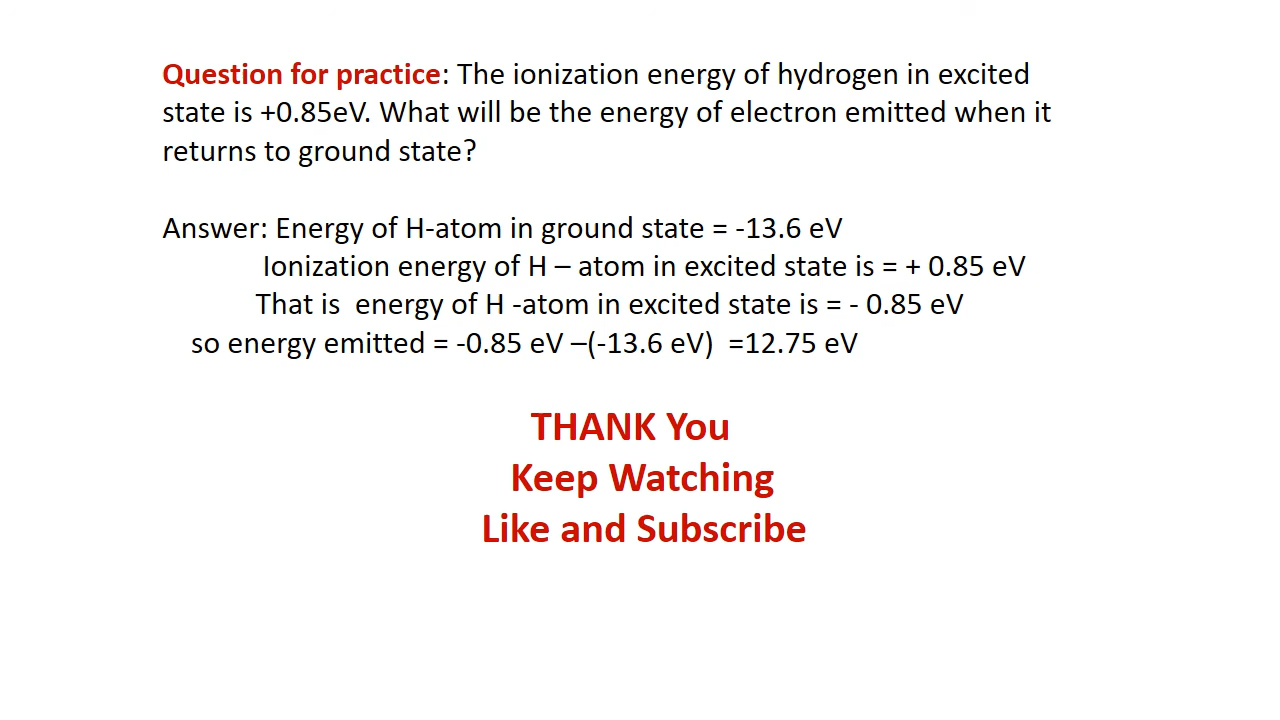 Question for practice: The ionization energy of hydrogen in excited
state is +0.85eV. What will be the energy of electron emitted when it
returns to ground state?
Answer: Energy of H-atom in ground state = -13.6 eV
Ionization energy of H – atom in excited state is = + 0.85 eV
That is energy of H -atom in excited state is = - 0.85 eV
so energy emitted = -0.85 eV –(-13.6 eV) =12.75 eV
THANK You
Keep Watching
Like and Subscribe